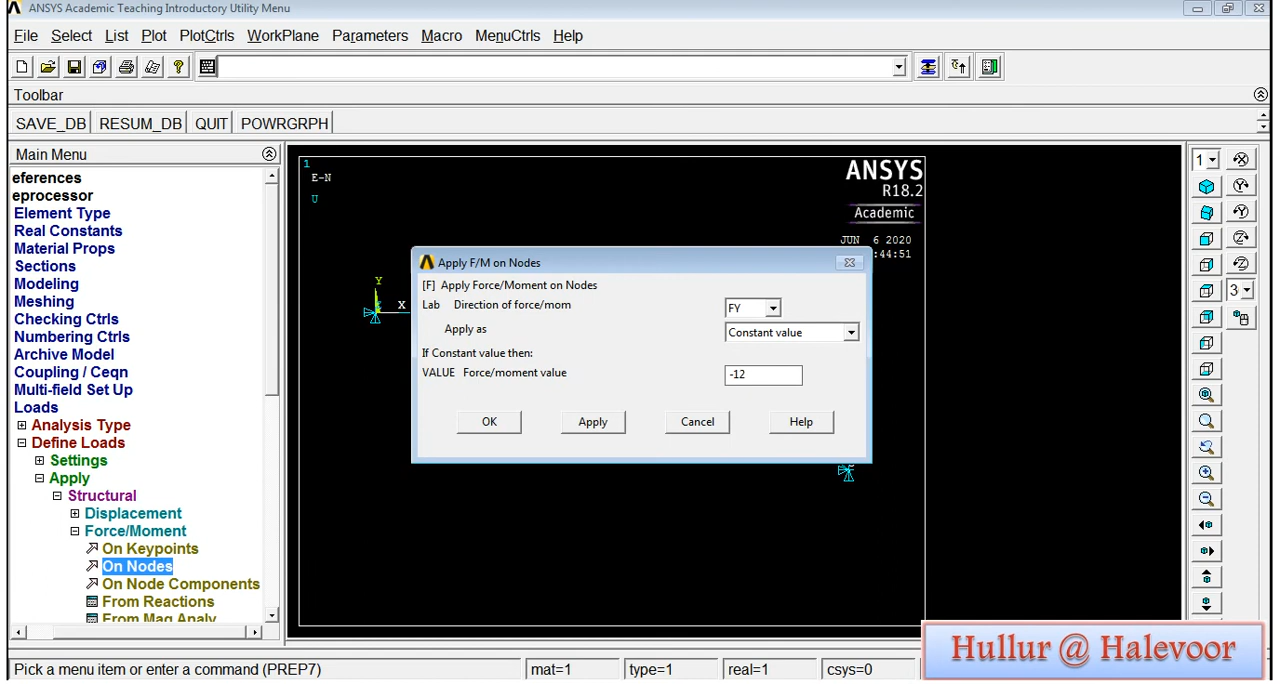 ANSYS Academic Teaching Introductory Utility Menu
File Select List Plot PlotCtrls WorkPlane Parameters Macro MenuCtrls Help
Toolbar
SAVE_DB RESUM_DB QUIT POWRGRPH
Main Menu
eferences
eprocessor
Element Type
Real Constants
Material Props
Sections
Modeling
Meshing
Checking Ctrls
Numbering Ctrls
Archive Model
Coupling / Ceqn
Multi-field Set Up
Loads
Analysis Type
Define Loads
Settings
Apply
Structural
Displacement
Force/Moment
On Keypoints
On Nodes
On Node Components
From Reactions
From Mag Analy
1
E-N
U
ANSYS
R18.2
Academic
JUN 6 2020
:44:51
Y
X
Apply F/M on Nodes
[F] Apply Force/Moment on Nodes
Lab Direction of force/mom FY
Apply as Constant value
If Constant value then:
VALUE Force/moment value -12
OK Apply Cancel Help
1
3
Pick a menu item or enter a command (PREP7) mat=1 type=1 real=1 csys=0
Hullur @ Halevoor